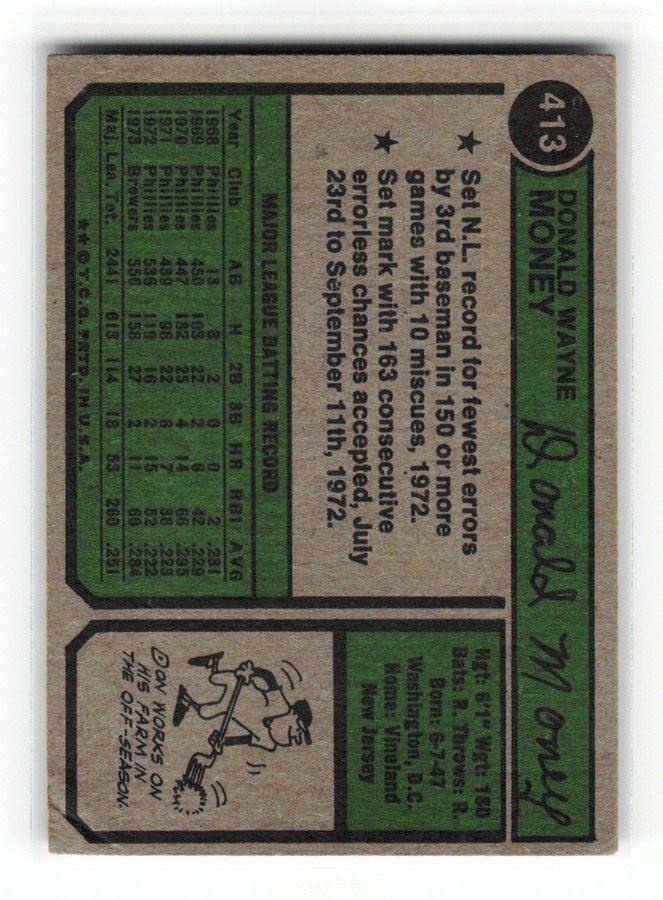 413
DONALD WAYNE
MONEY
Donald Money
★ Set N.L. record for fewest errors
by 3rd baseman in 150 or more
games with 10 miscues, 1972.
★ Set mark with 163 consecutive
errorless chances accepted, July
23rd to September 11th, 1972.
Hgt: 6'1" Wgt: 180
Bats: R. Throws: R.
Born: 6-7-47
Washington, D.C.
Home: Vineland
New Jersey
MAJOR LEAGUE BATTING RECORD
Year Club AB H 2B 3B HR RBI AVG
1968 Phillies 13 3 2 0 0 2 .231
1969 Phillies 450 103 22 2 6 42 .229
1970 Phillies 447 132 25 4 14 66 .295
1971 Phillies 439 98 22 8 7 38 .223
1972 Phillies 536 119 16 2 15 52 .222
1973 Brewers 556 158 27 2 11 60 .284
Maj. Lea. Tot. 2441 613 114 18 53 260 .251
★★ © T.C.G. PRTD. IN U.S.A.
DON WORKS ON
HIS FARM IN
THE OFF-SEASON.